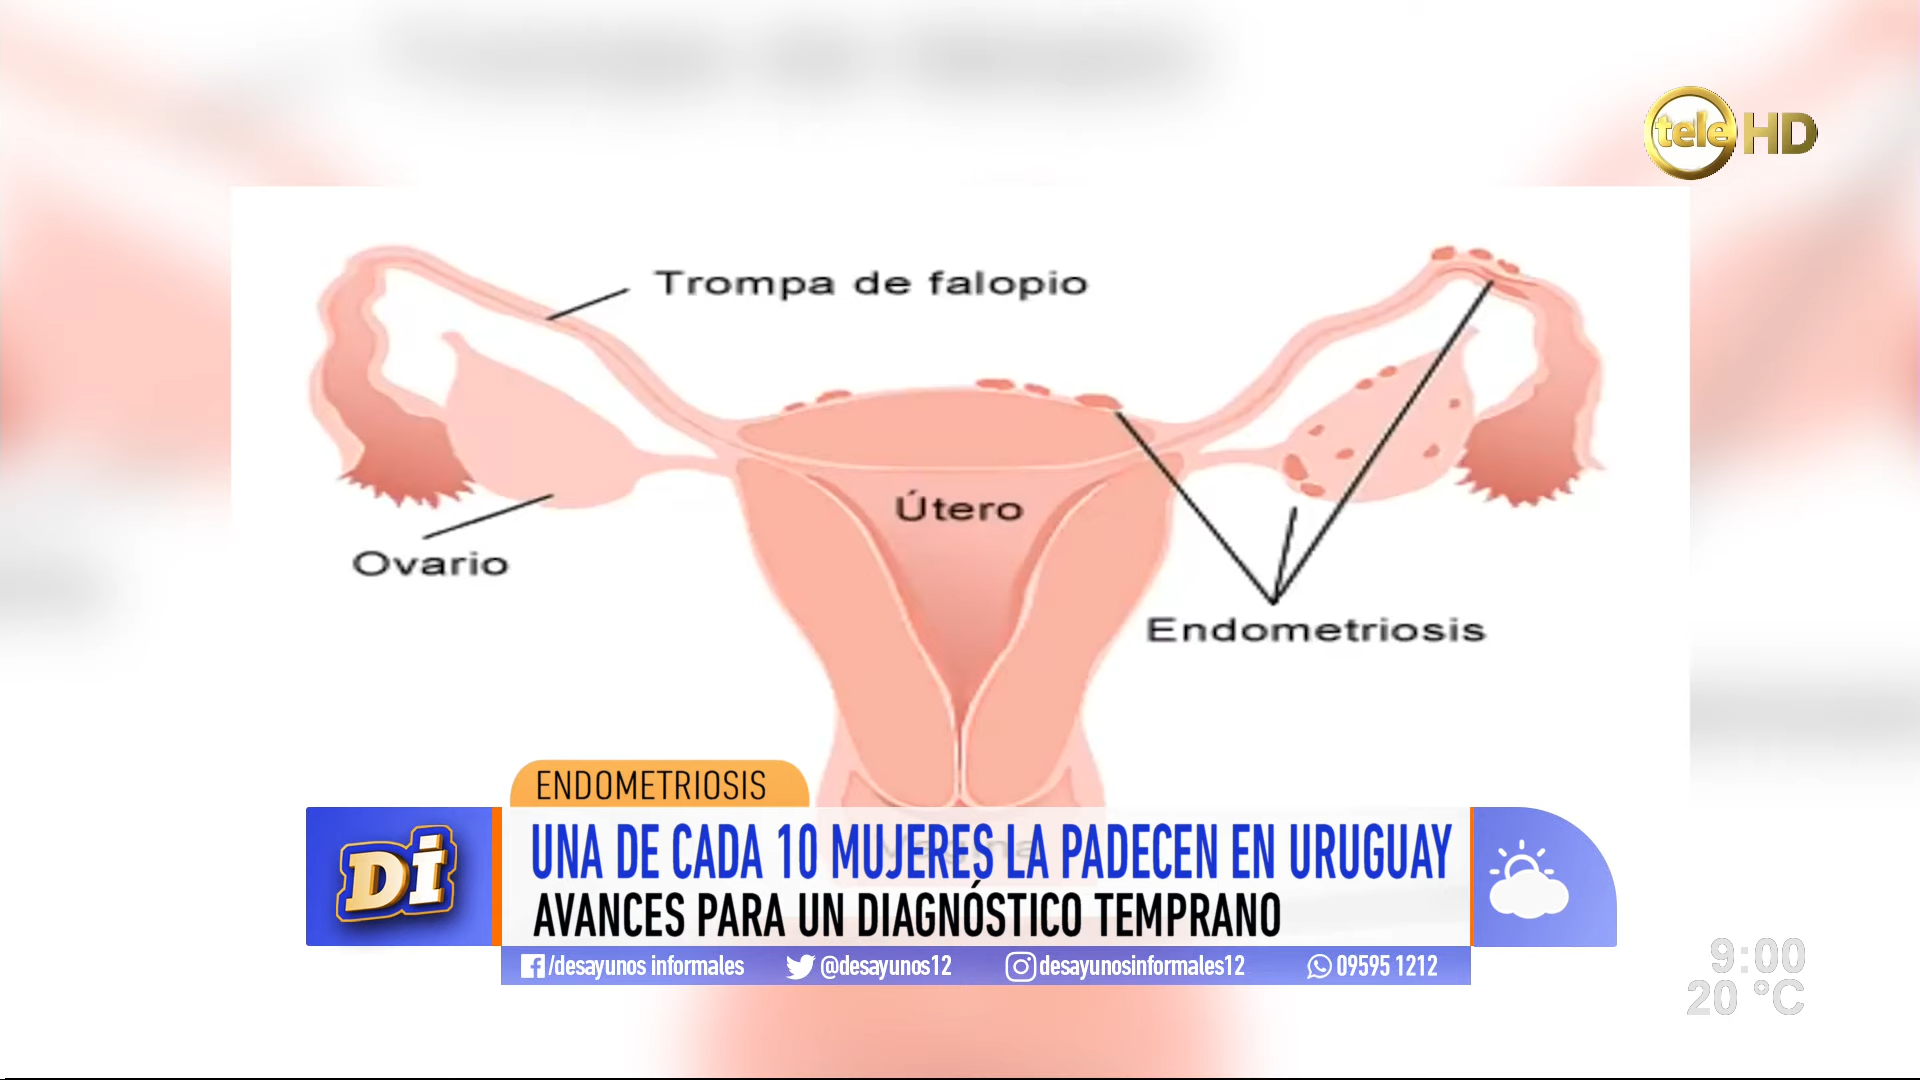 tele HD
Trompa de falopio
Útero
Ovario
Endometriosis
ENDOMETRIOSIS
Di
UNA DE CADA 10 MUJERES LA PADECEN EN URUGUAY
AVANCES PARA UN DIAGNÓSTICO TEMPRANO
/desayunos informales @desayunos12 desayunosinformales12 09595 1212
9:00
20 °C